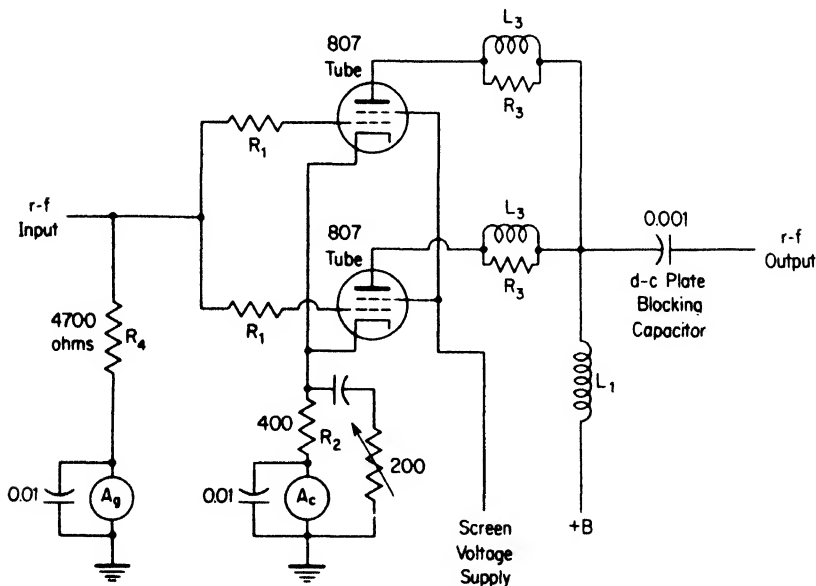 807
Tube
L3
R3
R1
r-f
Input
807
Tube
L3
R3
0.001
r-f
Output
d-c Plate
Blocking
Capacitor
4700
ohms
R4
R1
L1
400
R2
200
0.01
Ag
0.01
Ac
Screen
Voltage
Supply
+B